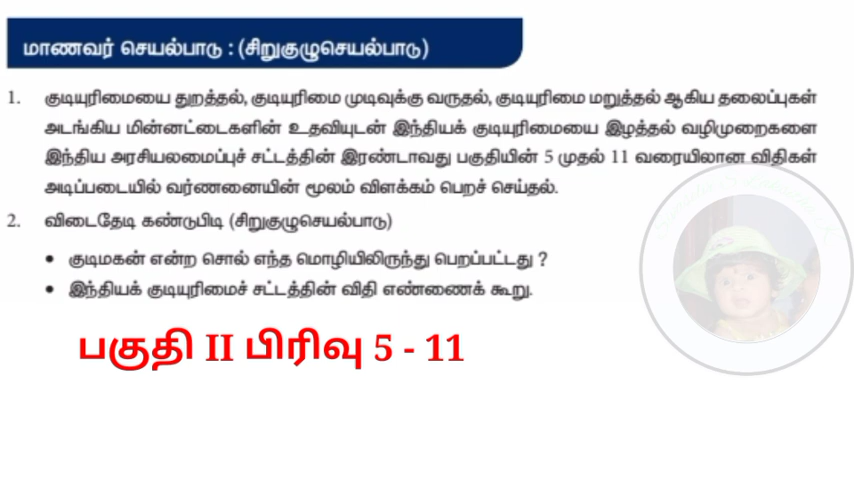 மாணவர் செயல்பாடு : (சிறுகுழுசெயல்பாடு)
1. குடியுரிமையை துறத்தல், குடியுரிமை முடிவுக்கு வருதல், குடியுரிமை மறுத்தல் ஆகிய தலைப்புகள்
அடங்கிய மின்னட்டைகளின் உதவியுடன் இந்தியக் குடியுரிமையை இழத்தல் வழிமுறைகளை
இந்திய அரசியலமைப்புச் சட்டத்தின் இரண்டாவது பகுதியின் 5 முதல் 11 வரையிலான விதிகள்
அடிப்படையில் வர்ணனையின் மூலம் விளக்கம் பெறச் செய்தல்.
2. விடைதேடி கண்டுபிடி (சிறுகுழுசெயல்பாடு)
• குடிமகன் என்ற சொல் எந்த மொழியிலிருந்து பெறப்பட்டது ?
• இந்தியக் குடியுரிமைச் சட்டத்தின் விதி எண்ணைக் கூறு.
பகுதி II பிரிவு 5 - 11